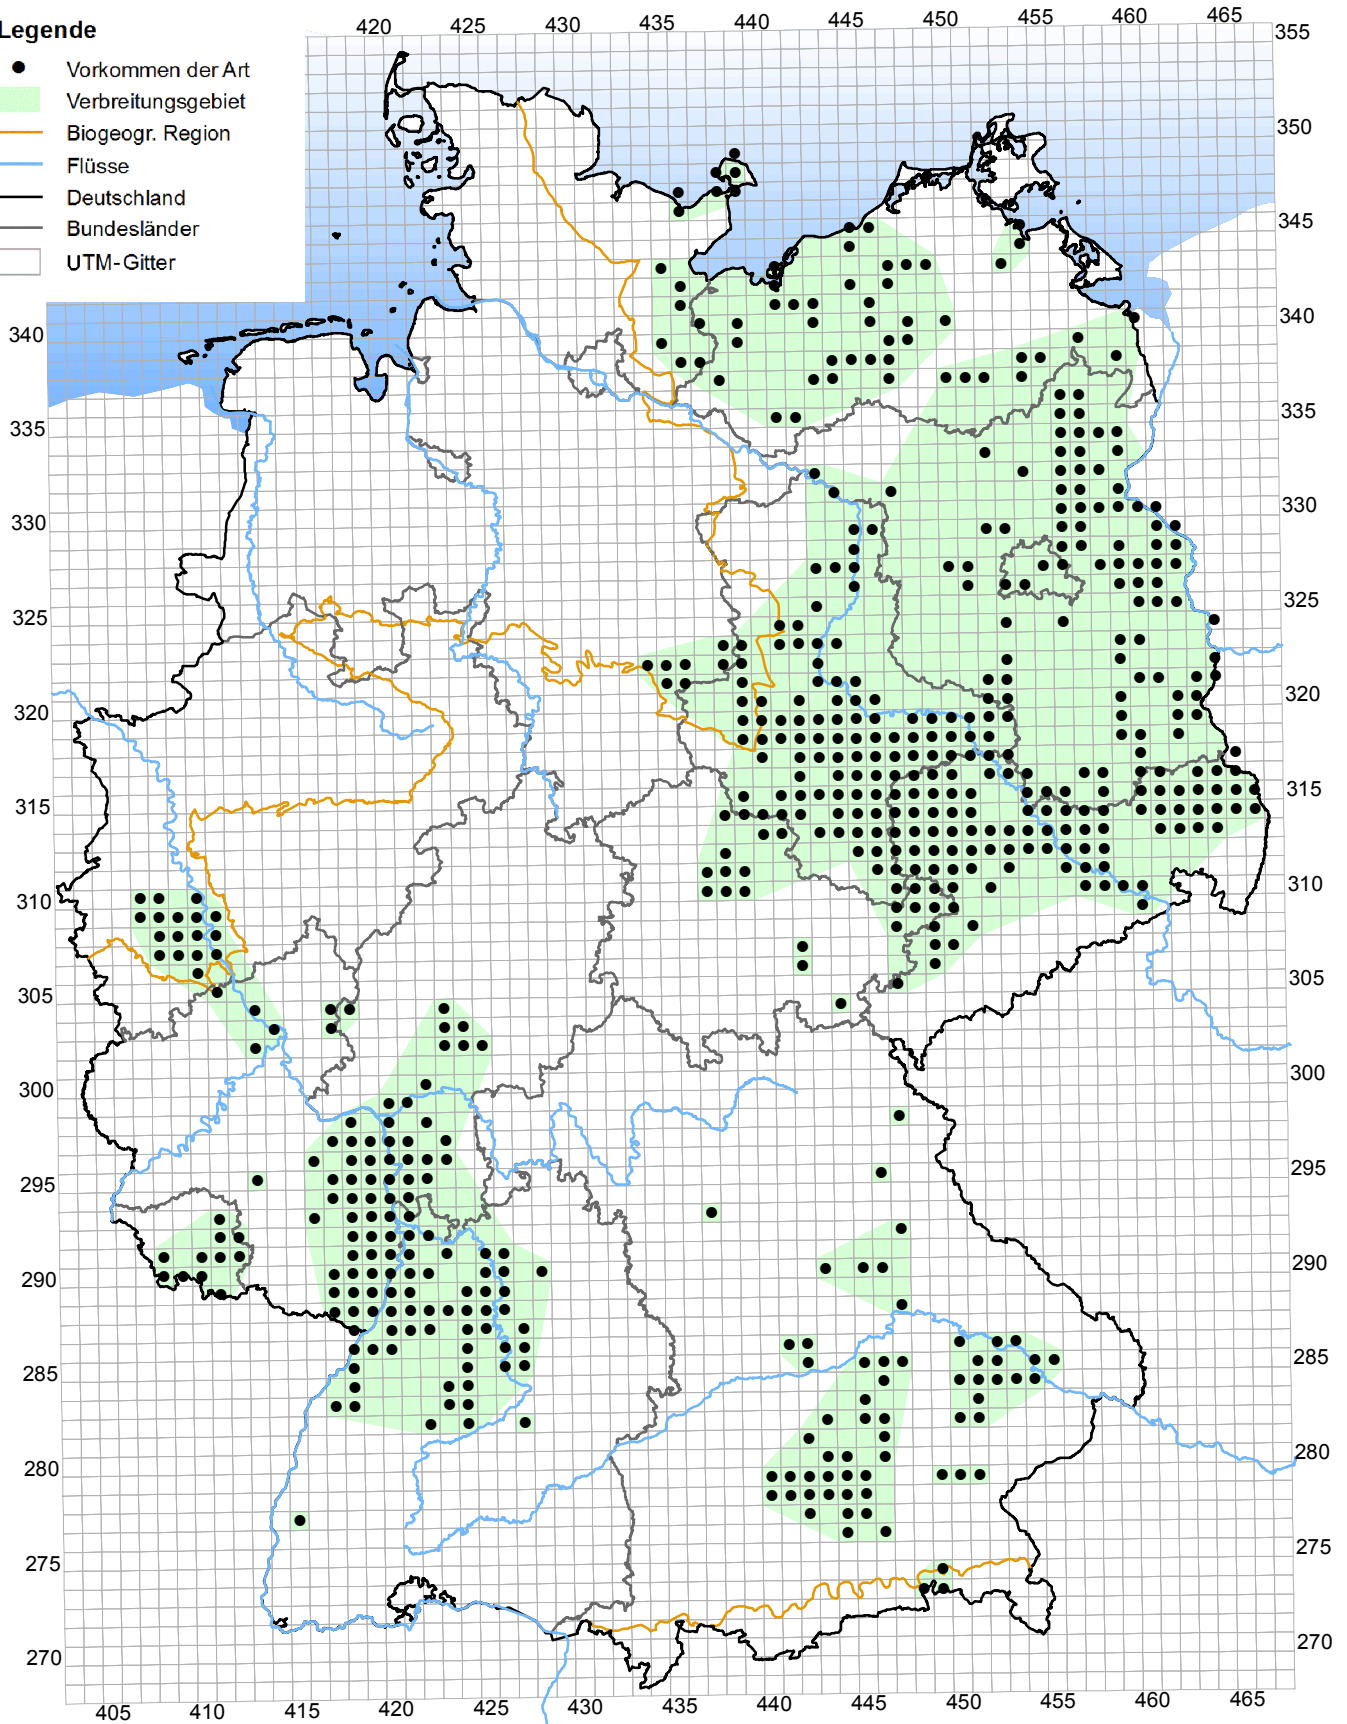 Legende
Vorkommen der Art
Verbreitungsgebiet
Biogeogr. Region
Flüsse
Deutschland
Bundesländer
UTM-Gitter
420 425 430 435 440 445 450 455 460 465
355
350
345
340 340
335 335
330 330
325 325
320 320
315 315
310 310
305 305
300 300
295 295
290 290
285 285
280 280
275 275
270 270
405 410 415 420 425 430 435 440 445 450 455 460 465